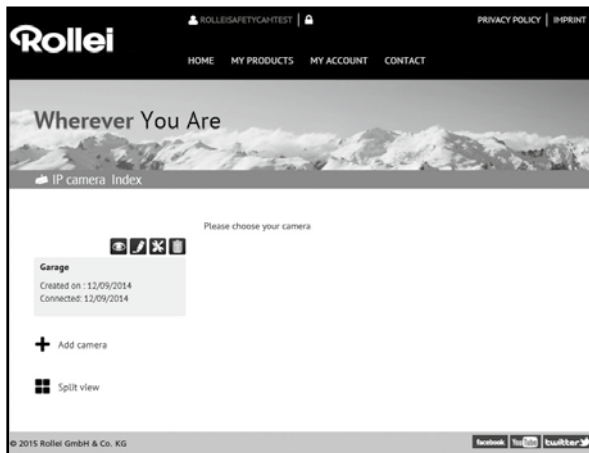 Rollei
ROLLEISAFETYCAMTEST
PRIVACY POLICY | IMPRINT
HOME MY PRODUCTS MY ACCOUNT CONTACT
Wherever You Are
IP camera Index
Please choose your camera
Garage
Created on : 12/09/2014
Connected: 12/09/2014
Add camera
Split view
© 2015 Rollei GmbH & Co. KG
facebook YouTube twitter